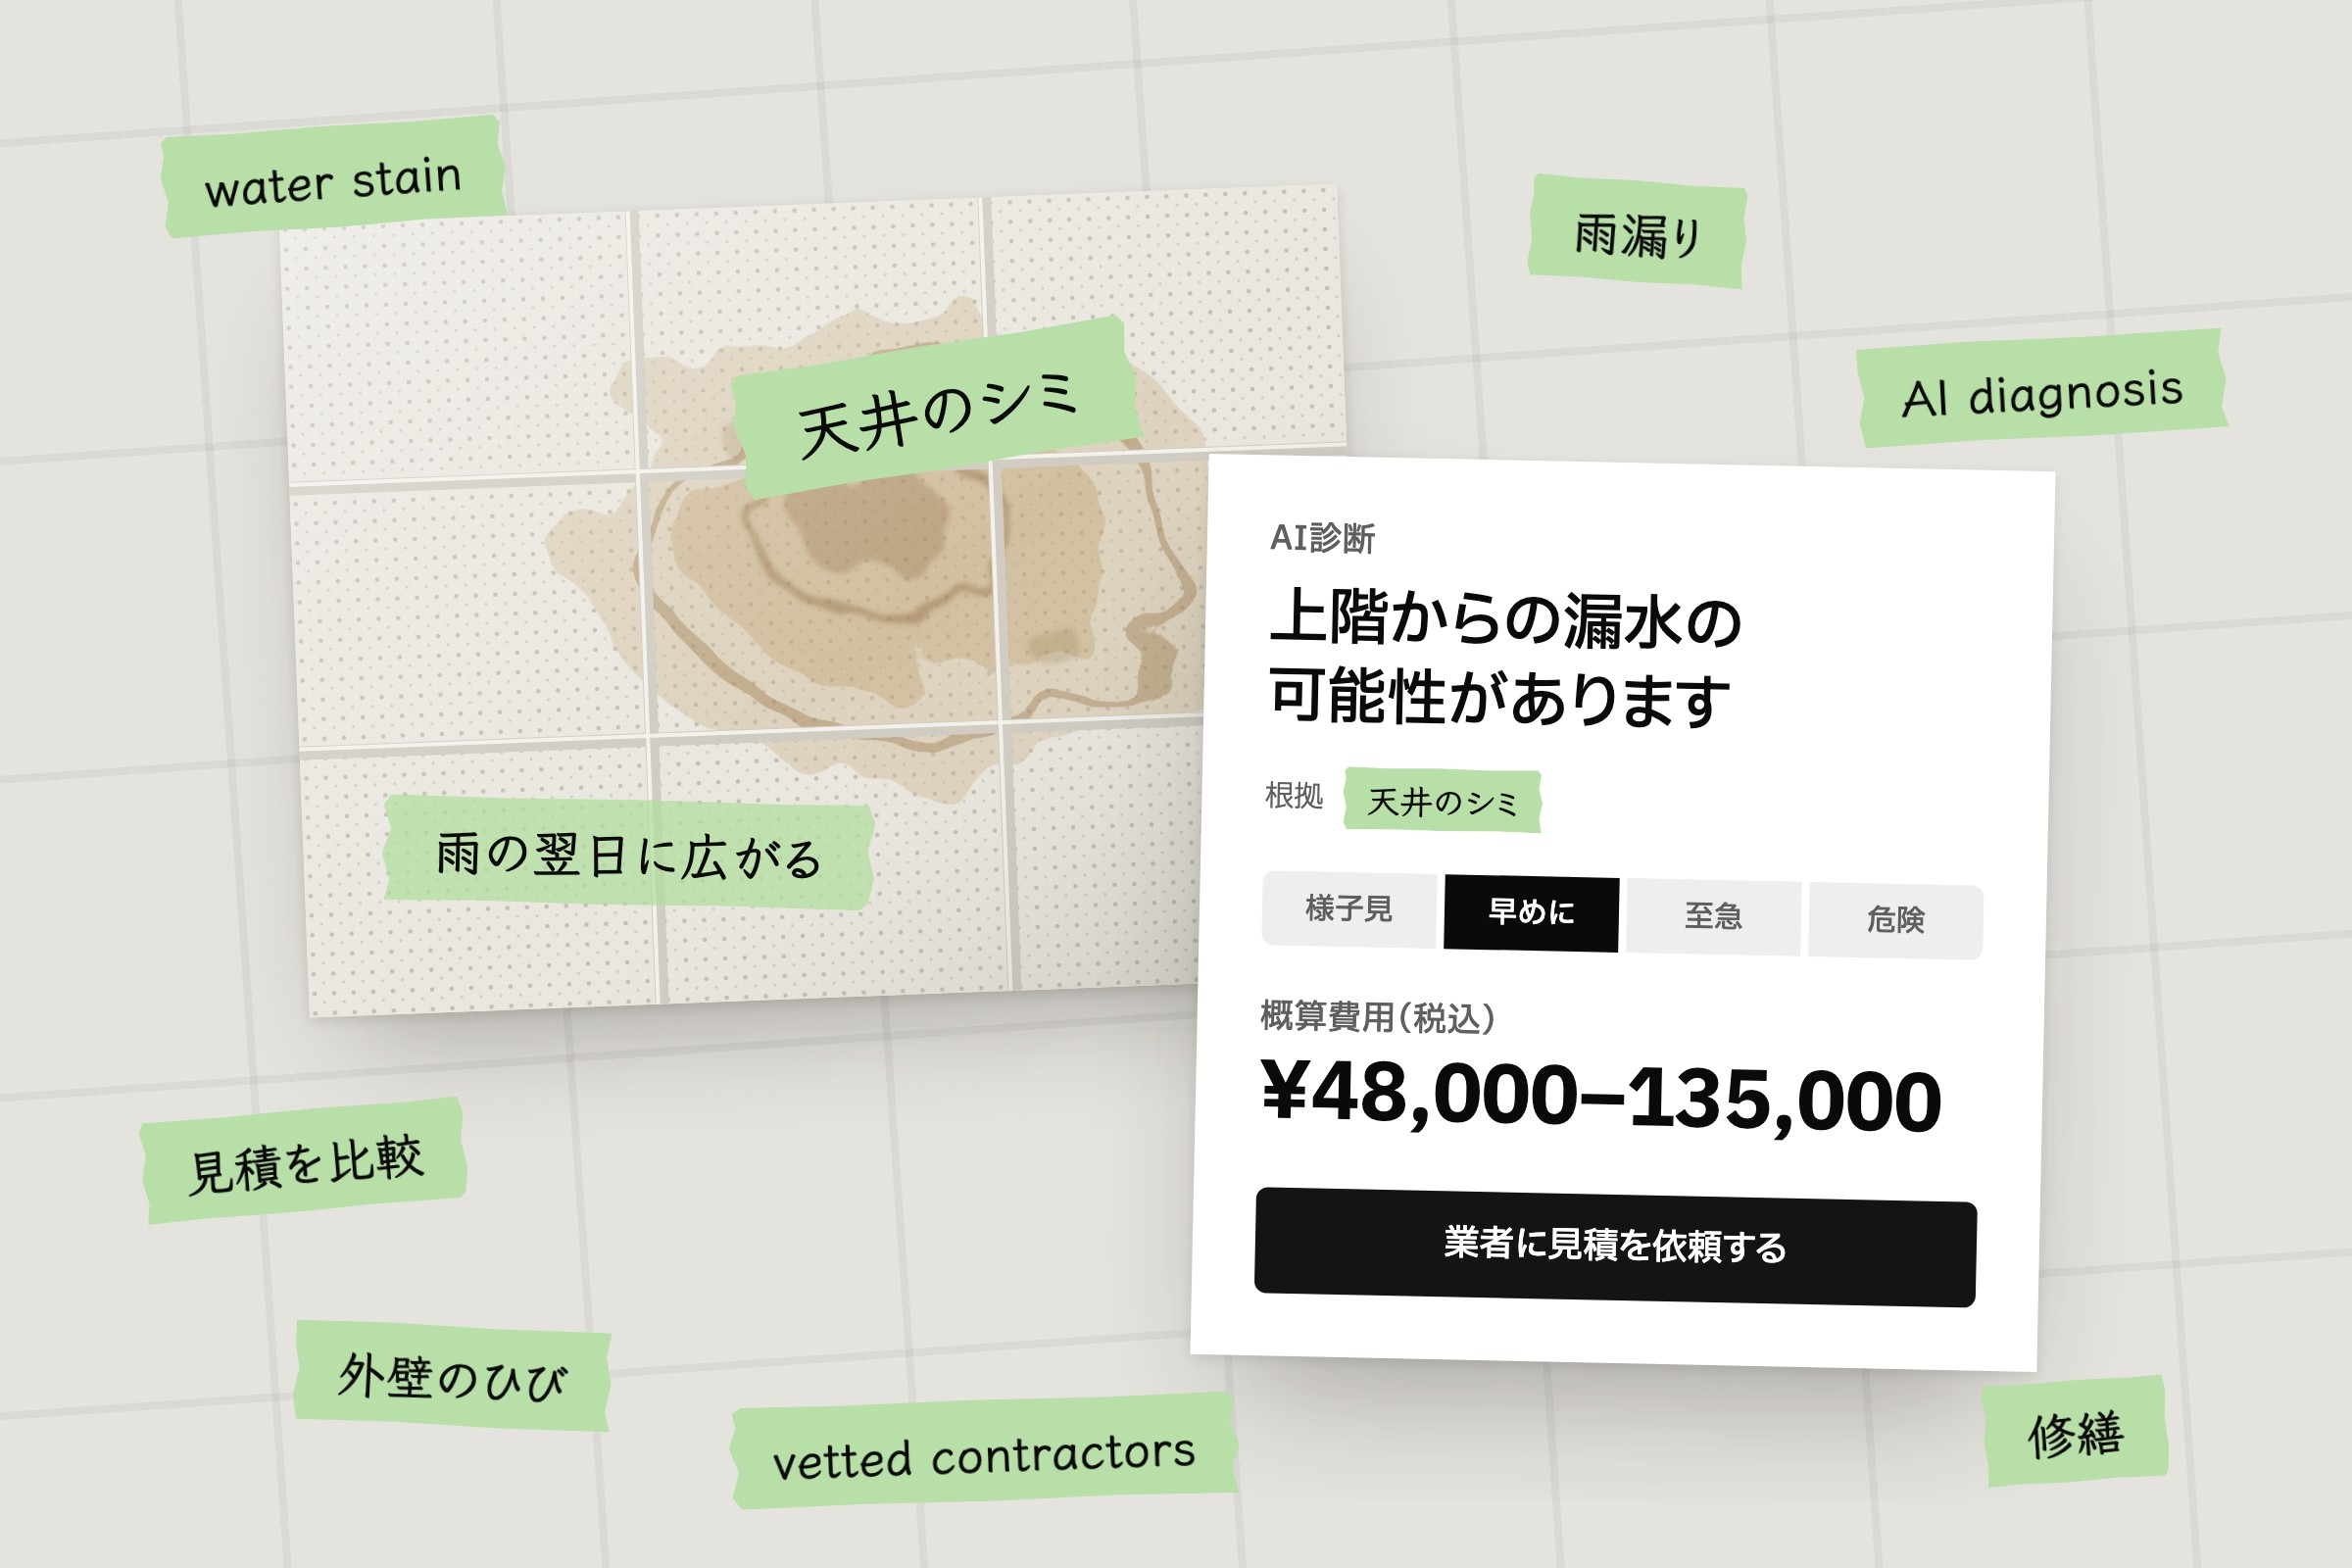 water stain
雨漏り
AI diagnosis
天井のシミ
雨の翌日に広がる
AI診断
上階からの漏水の
可能性があります
根拠 天井のシミ
様子見 早めに 至急 危険
概算費用(税込)
¥48,000–135,000
業者に見積を依頼する
見積を比較
外壁のひび
vetted contractors
修繕